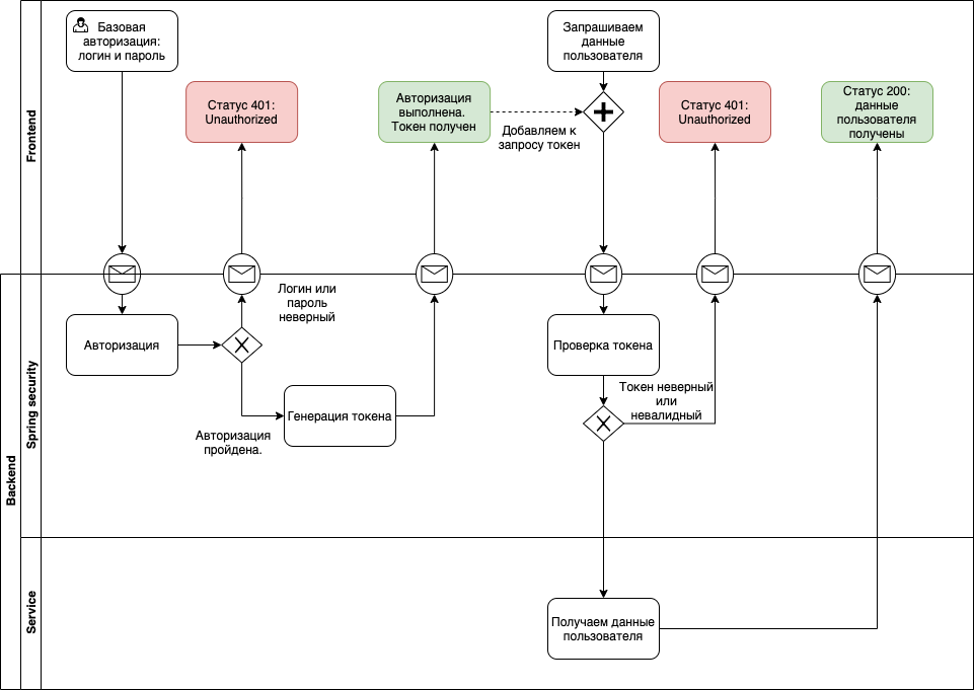 Базовая
авторизация:
логин и пароль
Запрашиваем
данные
пользователя
Статус 401:
Unauthorized
Авторизация
выполнена.
Токен получен
Добавляем к
запросу токен
Статус 401:
Unauthorized
Статус 200:
данные
пользователя
получены
Frontend
Логин или
пароль
неверный
Авторизация
Генерация токена
Авторизация
пройдена.
Проверка токена
Токен неверный
или
невалидный
Spring security
Backend
Service
Получаем данные
пользователя